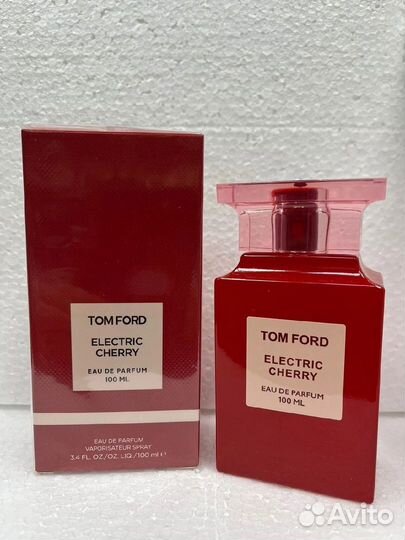 TOM FORD
ELECTRIC
CHERRY
EAU DE PARFUM
100 ML
EAU DE PARFUM
VAPORISATEUR SPRAY
3.4 FL. OZ/OZ. LIQ./100 ml ℮
TOM FORD
ELECTRIC
CHERRY
EAU DE PARFUM
100 ML
Avito